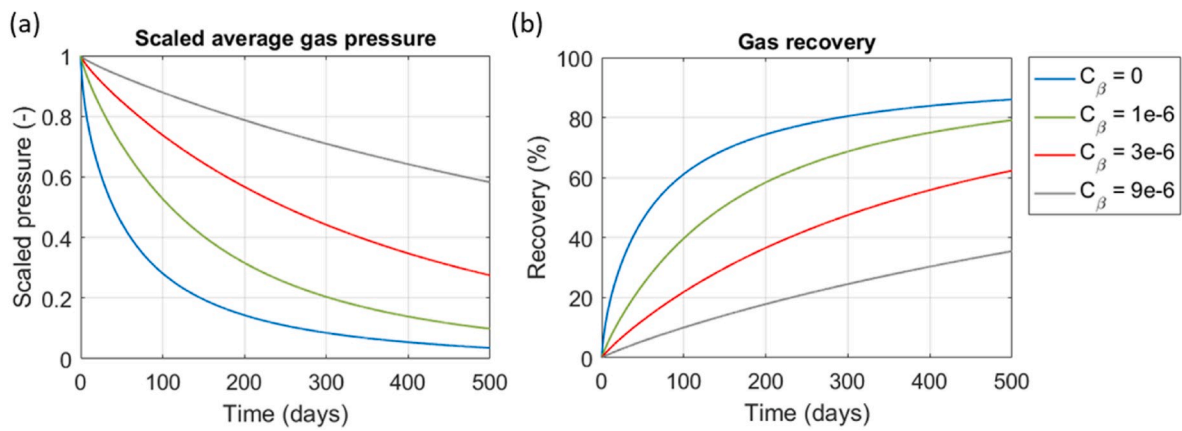 (a)
Scaled average gas pressure
Scaled pressure (-)
1
0.8
0.6
0.4
0.2
0
0 100 200 300 400 500
Time (days)
(b)
Gas recovery
Recovery (%)
100
80
60
40
20
0
0 100 200 300 400 500
Time (days)
C_β = 0
C_β = 1e-6
C_β = 3e-6
C_β = 9e-6